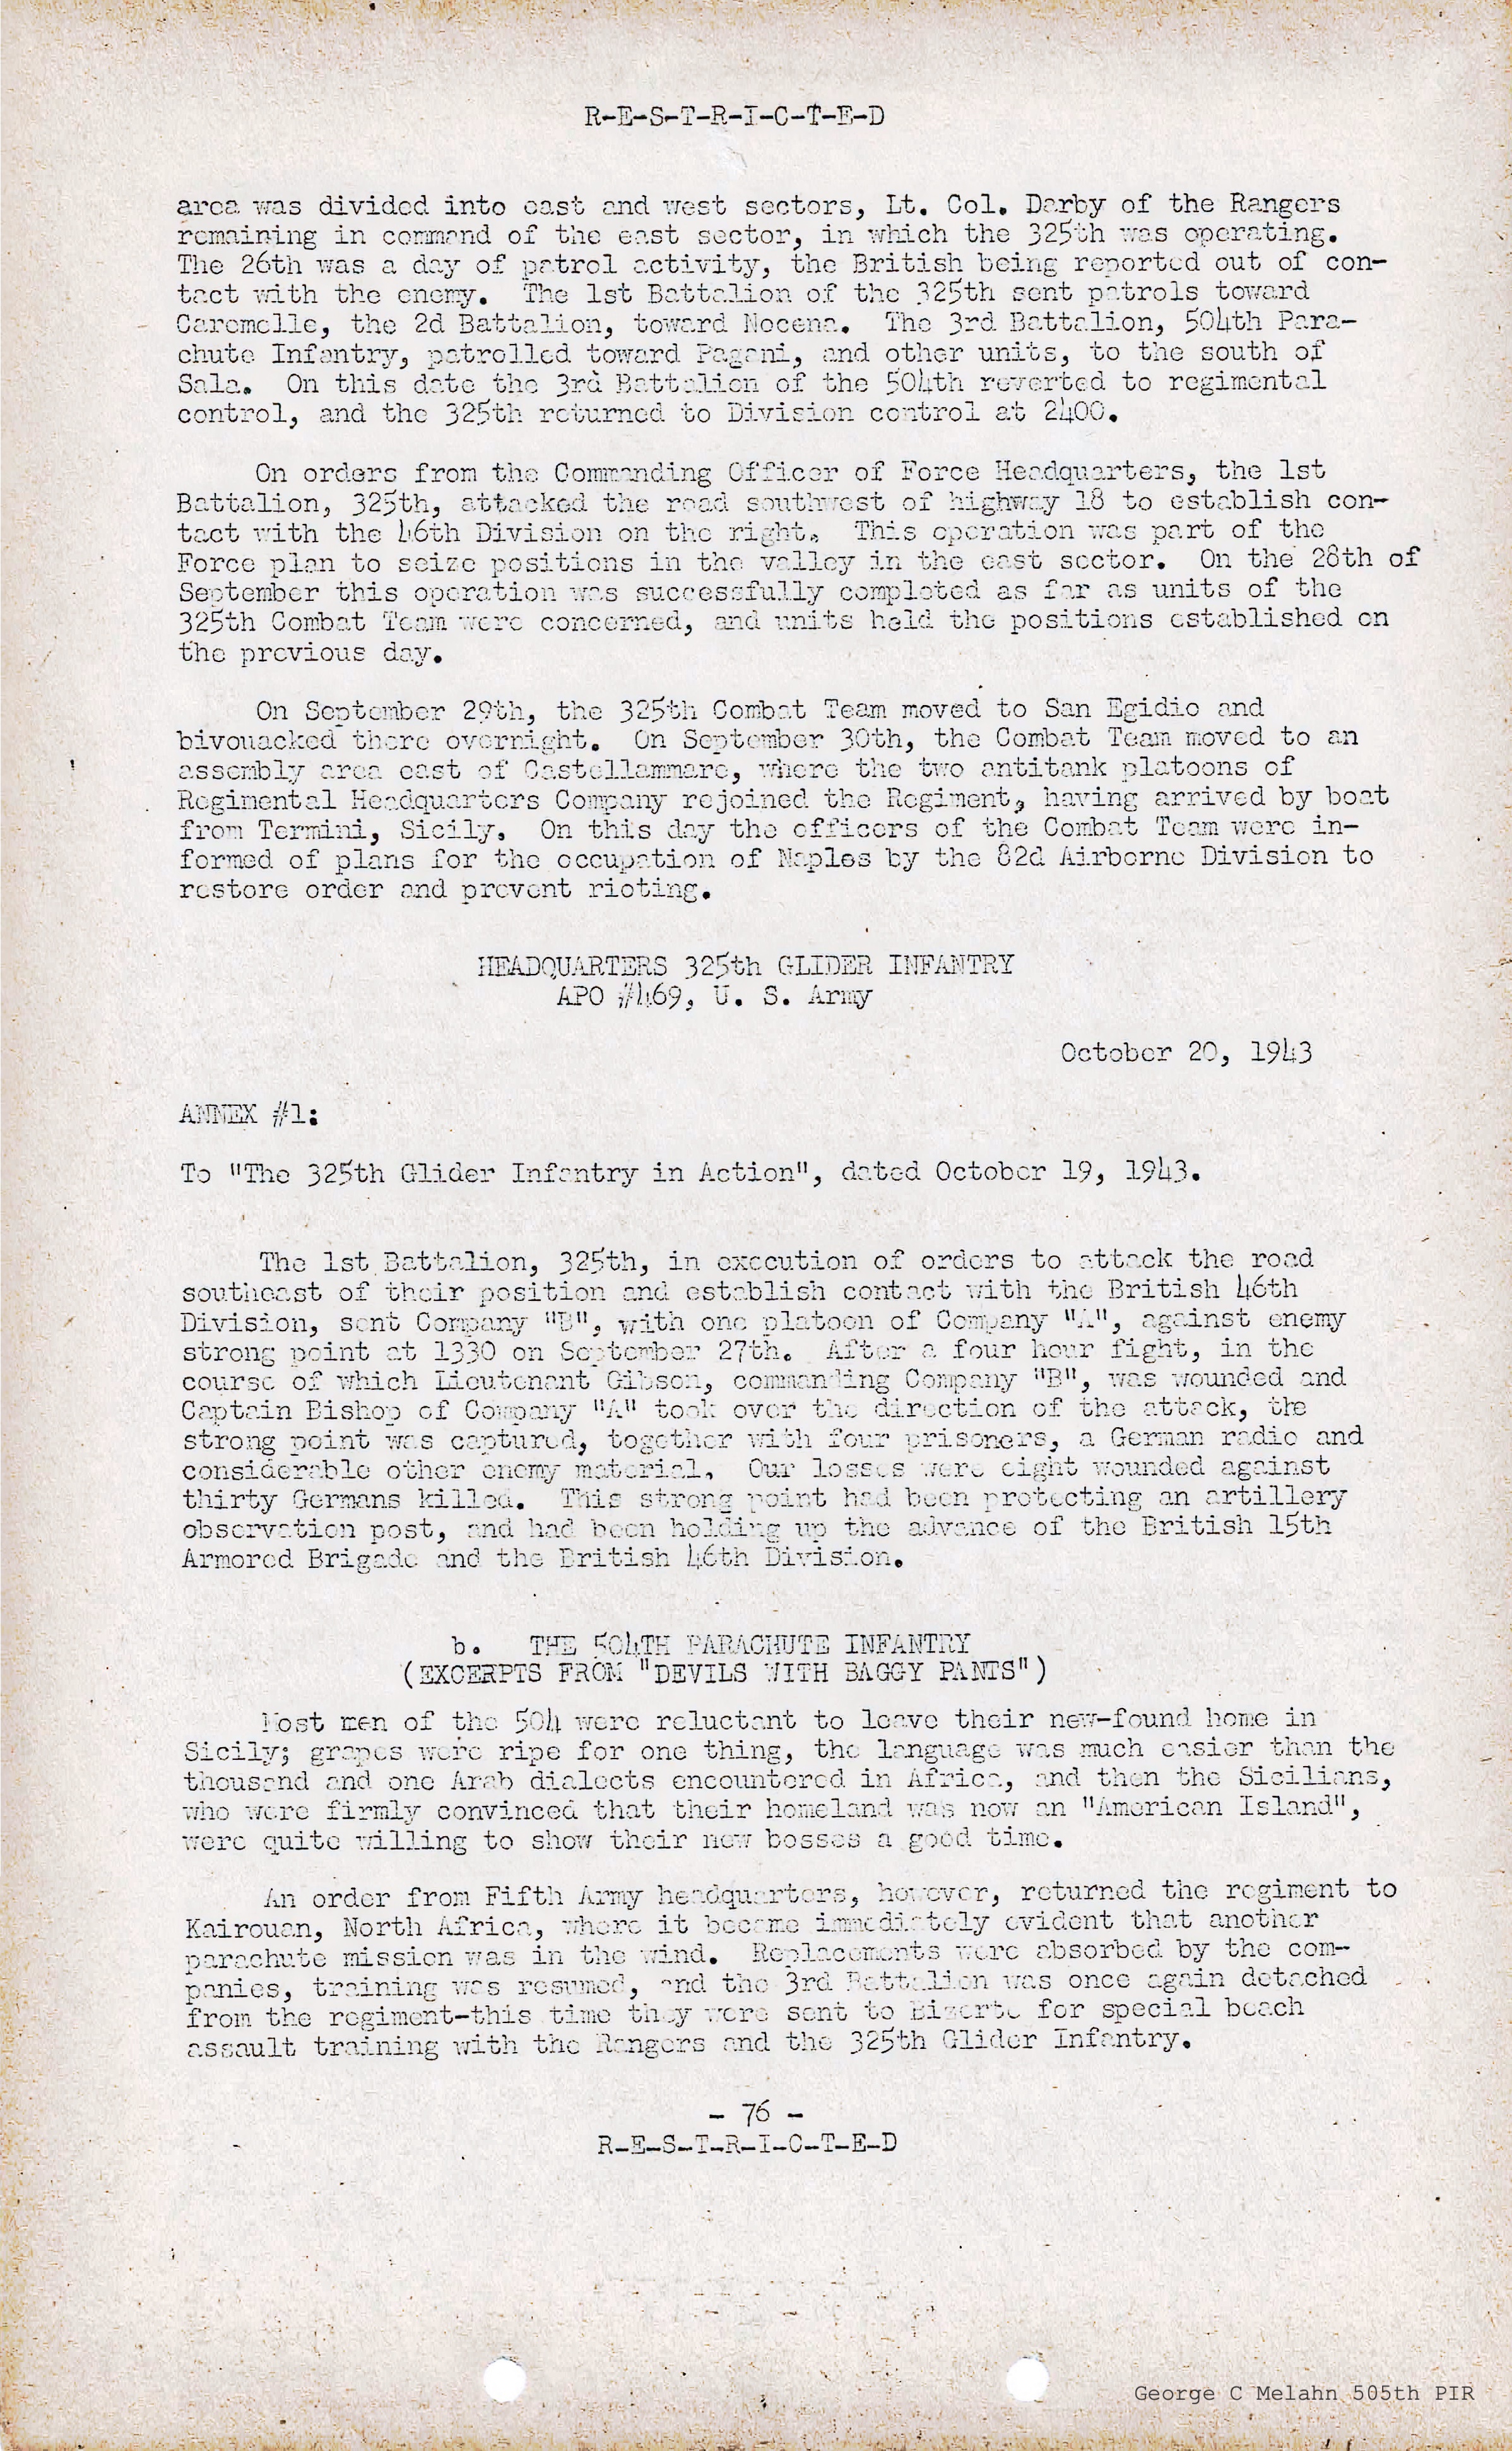 R-E-S-T-R-I-C-T-E-D
area was divided into east and west sectors, Lt. Col. Darby of the Rangers
remaining in command of the east sector, in which the 325th was operating.
The 26th was a day of patrol activity, the British being reported out of con-
tact with the enemy. The 1st Battalion of the 325th sent patrols toward
Caromelle, the 2d Battalion, toward Nocena. The 3rd Battalion, 504th Para-
chute Infantry, patrolled toward Pagani, and other units, to the south of
Sala. On this date the 3rd Battalion of the 504th reverted to regimental
control, and the 325th returned to Division control at 2400.
On orders from the Commanding Officer of Force Headquarters, the 1st
Battalion, 325th, attacked the road southwest of highway 18 to establish con-
tact with the 46th Division on the right. This operation was part of the
Force plan to seize positions in the valley in the east sector. On the 28th of
September this operation was successfully completed as far as units of the
325th Combat Team were concerned, and units held the positions established on
the previous day.
On September 29th, the 325th Combat Team moved to San Egidio and
bivouacked there overnight. On September 30th, the Combat Team moved to an
assembly area east of Castellammare, where the two antitank platoons of
Regimental Headquarters Company rejoined the Regiment, having arrived by boat
from Termini, Sicily. On this day the officers of the Combat Team were in-
formed of plans for the occupation of Naples by the 82d Airborne Division to
restore order and prevent rioting.
HEADQUARTERS 325th GLIDER INFANTRY
APO #469, U. S. Army
October 20, 1943
ANNEX #1:
To "The 325th Glider Infantry in Action", dated October 19, 1943.
The 1st Battalion, 325th, in execution of orders to attack the road
southeast of their position and establish contact with the British 46th
Division, sent Company "B", with one platoon of Company "A", against enemy
strong point at 1330 on September 27th. After a four hour fight, in the
course of which Lieutenant Gibson, commanding Company "B", was wounded and
Captain Bishop of Company "A" took over the direction of the attack, the
strong point was captured, together with four prisoners, a German radio and
considerable other enemy material. Our losses were eight wounded against
thirty Germans killed. This strong point had been protecting an artillery
observation post, and had been holding up the advance of the British 15th
Armored Brigade and the British 46th Division.
b. THE 504TH PARACHUTE INFANTRY
(EXCERPTS FROM "DEVILS WITH BAGGY PANTS")
Most men of the 504 were reluctant to leave their new-found home in
Sicily; grapes were ripe for one thing, the language was much easier than the
thousand and one Arab dialects encountered in Africa, and then the Sicilians,
who were firmly convinced that their homeland was now an "American Island",
were quite willing to show their new bosses a good time.
An order from Fifth Army headquarters, however, returned the regiment to
Kairouan, North Africa, where it became immediately evident that another
parachute mission was in the wind. Replacements were absorbed by the com-
panies, training was resumed, and the 3rd Battalion was once again detached
from the regiment-this time they were sent to Bizerte for special beach
assault training with the Rangers and the 325th Glider Infantry.
- 76 -
R-E-S-T-R-I-C-T-E-D
George C Melahn 505th PIR